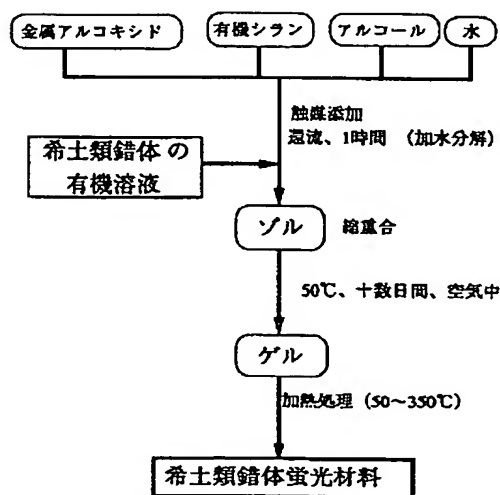 金属アルコキシド
有機シラン
アルコール
水
触媒添加
還流、1時間 (加水分解)
希土類錯体の
有機溶液
ゾル
縮重合
50℃、十数日間、空気中
ゲル
加熱処理 (50～350℃)
希土類錯体蛍光材料